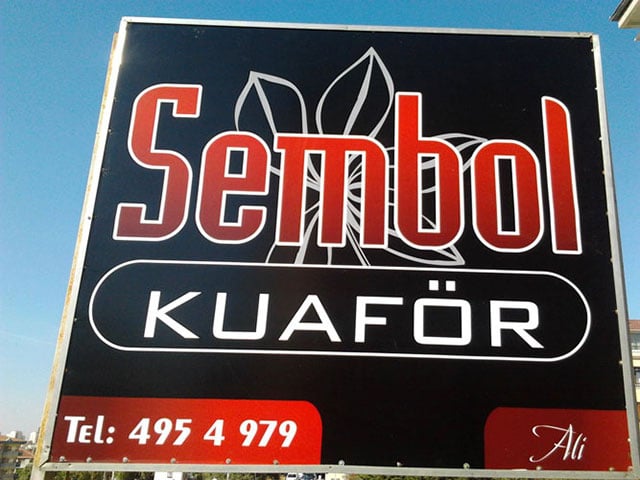 Sembol
KUAFÖR
Tel: 495 4 979
Ali